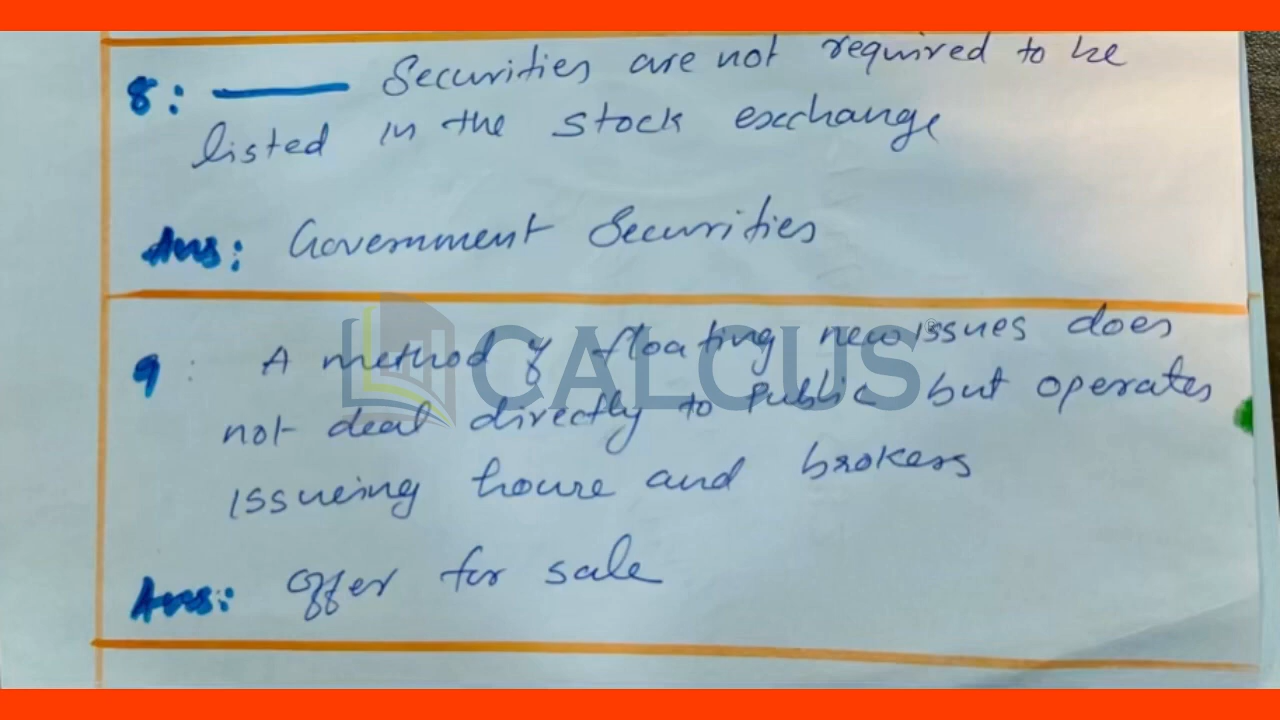 8: ——— Securities are not required to be
listed in the stock exchange
Ans: Government Securities
CALCUS
9: A method of floating new issues does
not deal directly to Public but operates
issueing house and brokers
Ans: Offer for sale